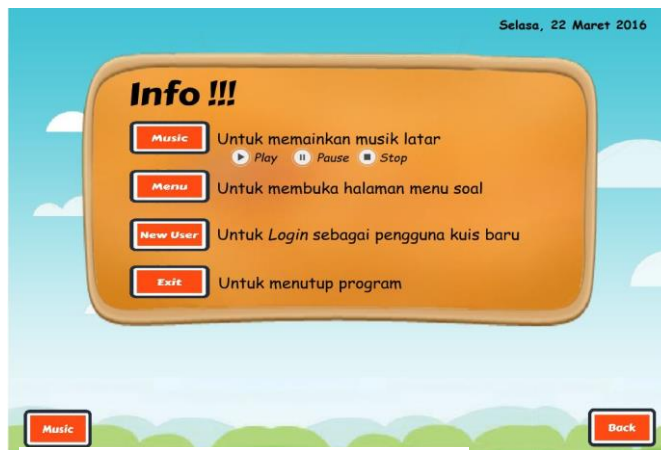 Selasa, 22 Maret 2016
Info !!!
Music Untuk memainkan musik latar
Play Pause Stop
Menu Untuk membuka halaman menu soal
New User Untuk Login sebagai pengguna kuis baru
Exit Untuk menutup program
Music Back